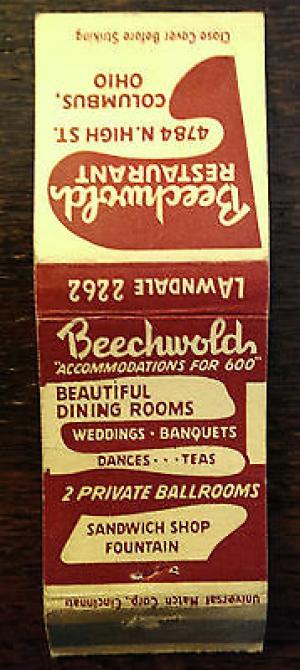 Close Cover Before Striking
Beechwold
RESTAURANT
4784 N. HIGH ST.
COLUMBUS,
OHIO
LAWNDALE 2262
Beechwold
"ACCOMMODATIONS FOR 600"
BEAUTIFUL
DINING ROOMS
WEDDINGS · BANQUETS
DANCES · · · TEAS
2 PRIVATE BALLROOMS
SANDWICH SHOP
FOUNTAIN
Universal Match Corp., Cincinnati